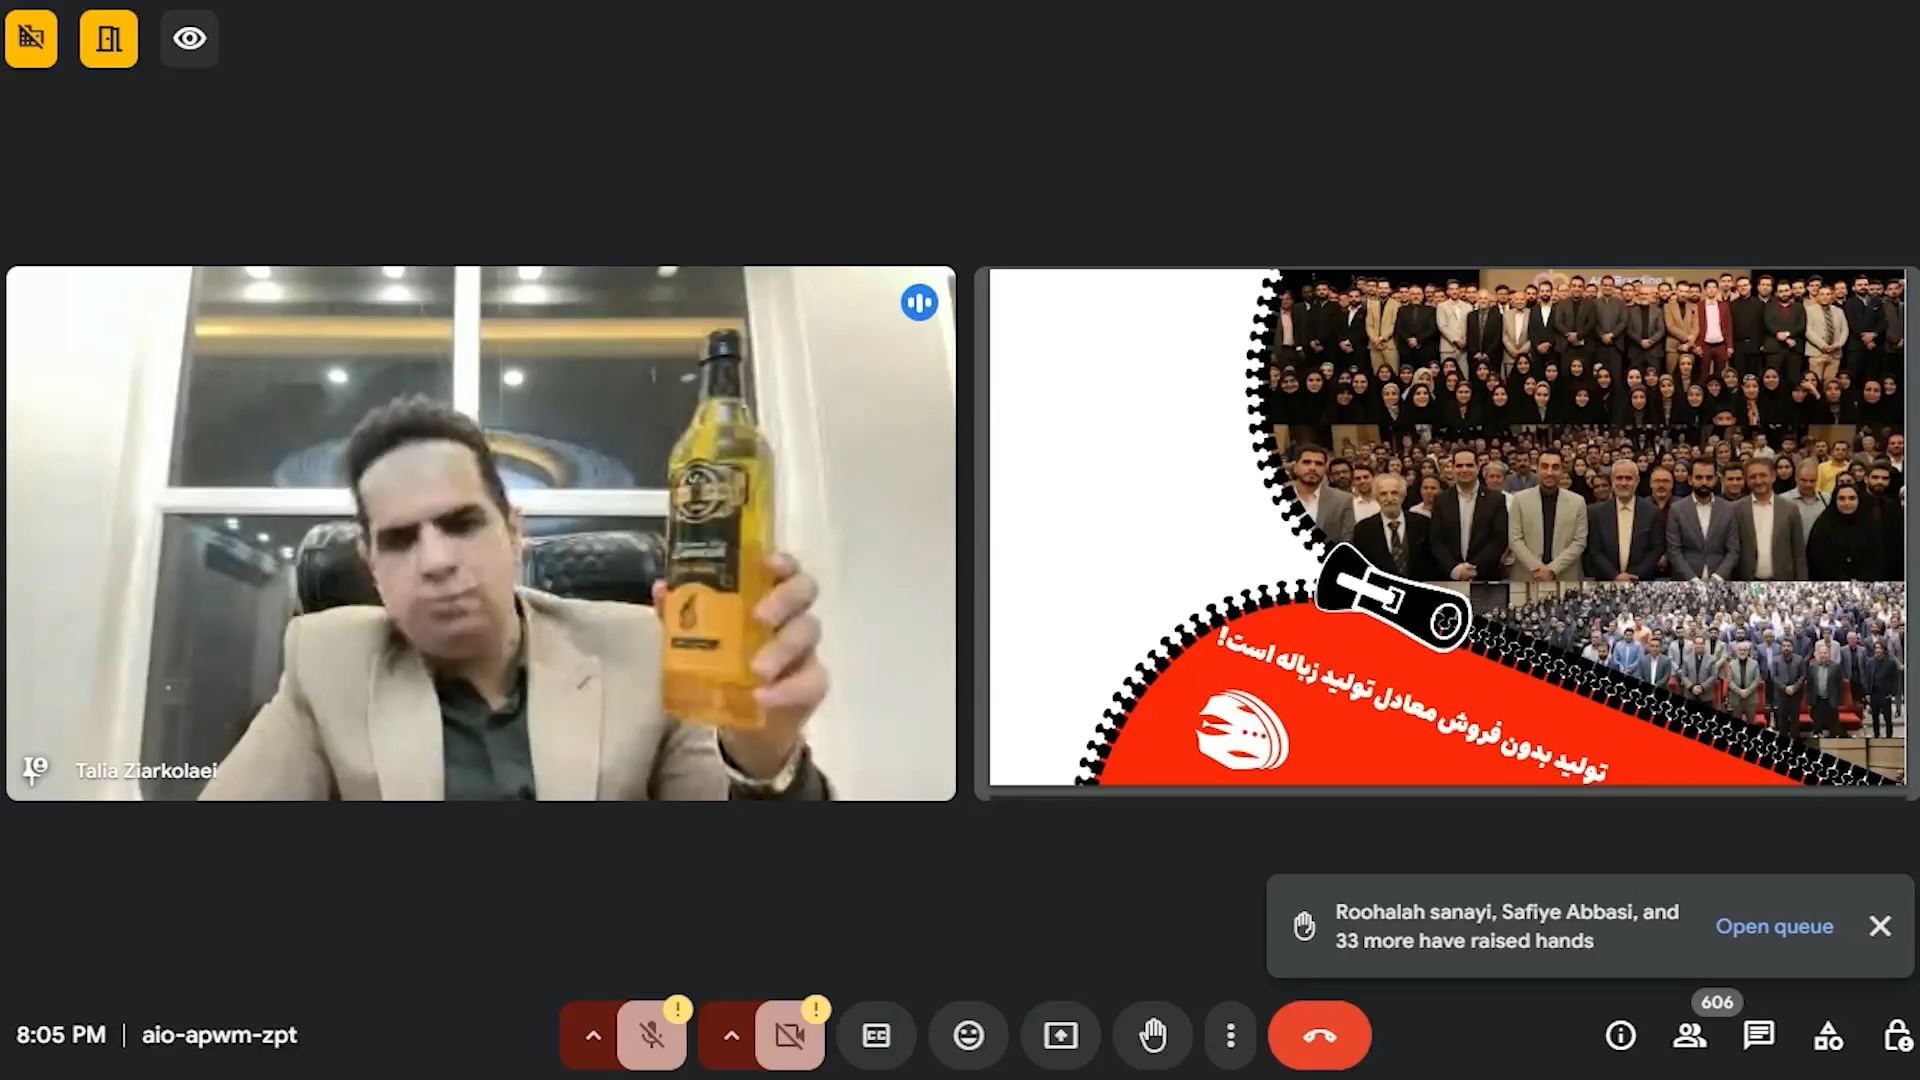 Talia Ziarkolaei
تولید بدون فروش معادل تولید زباله است!
Roohalah sanayi, Safiye Abbasi, and
33 more have raised hands
Open queue
606
8:05 PM | aio-apwm-zpt